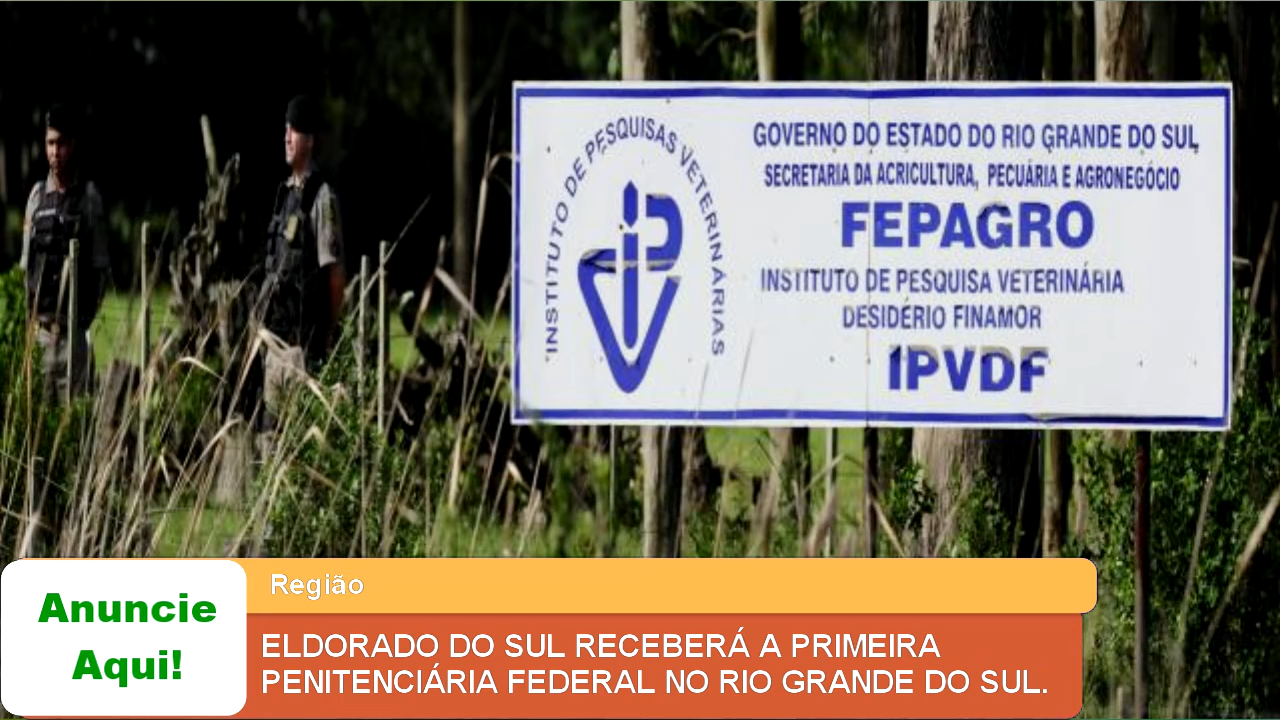 INSTITUTO DE PESQUISAS VETERINÁRIAS
GOVERNO DO ESTADO DO RIO GRANDE DO SUL
SECRETARIA DA ACRICULTURA, PECUÁRIA E AGRONEGÓCIO
FEPAGRO
INSTITUTO DE PESQUISA VETERINÁRIA
DESIDÉRIO FINAMOR
IPVDF
Região
Anuncie
Aqui!
ELDORADO DO SUL RECEBERÁ A PRIMEIRA
PENITENCIÁRIA FEDERAL NO RIO GRANDE DO SUL.